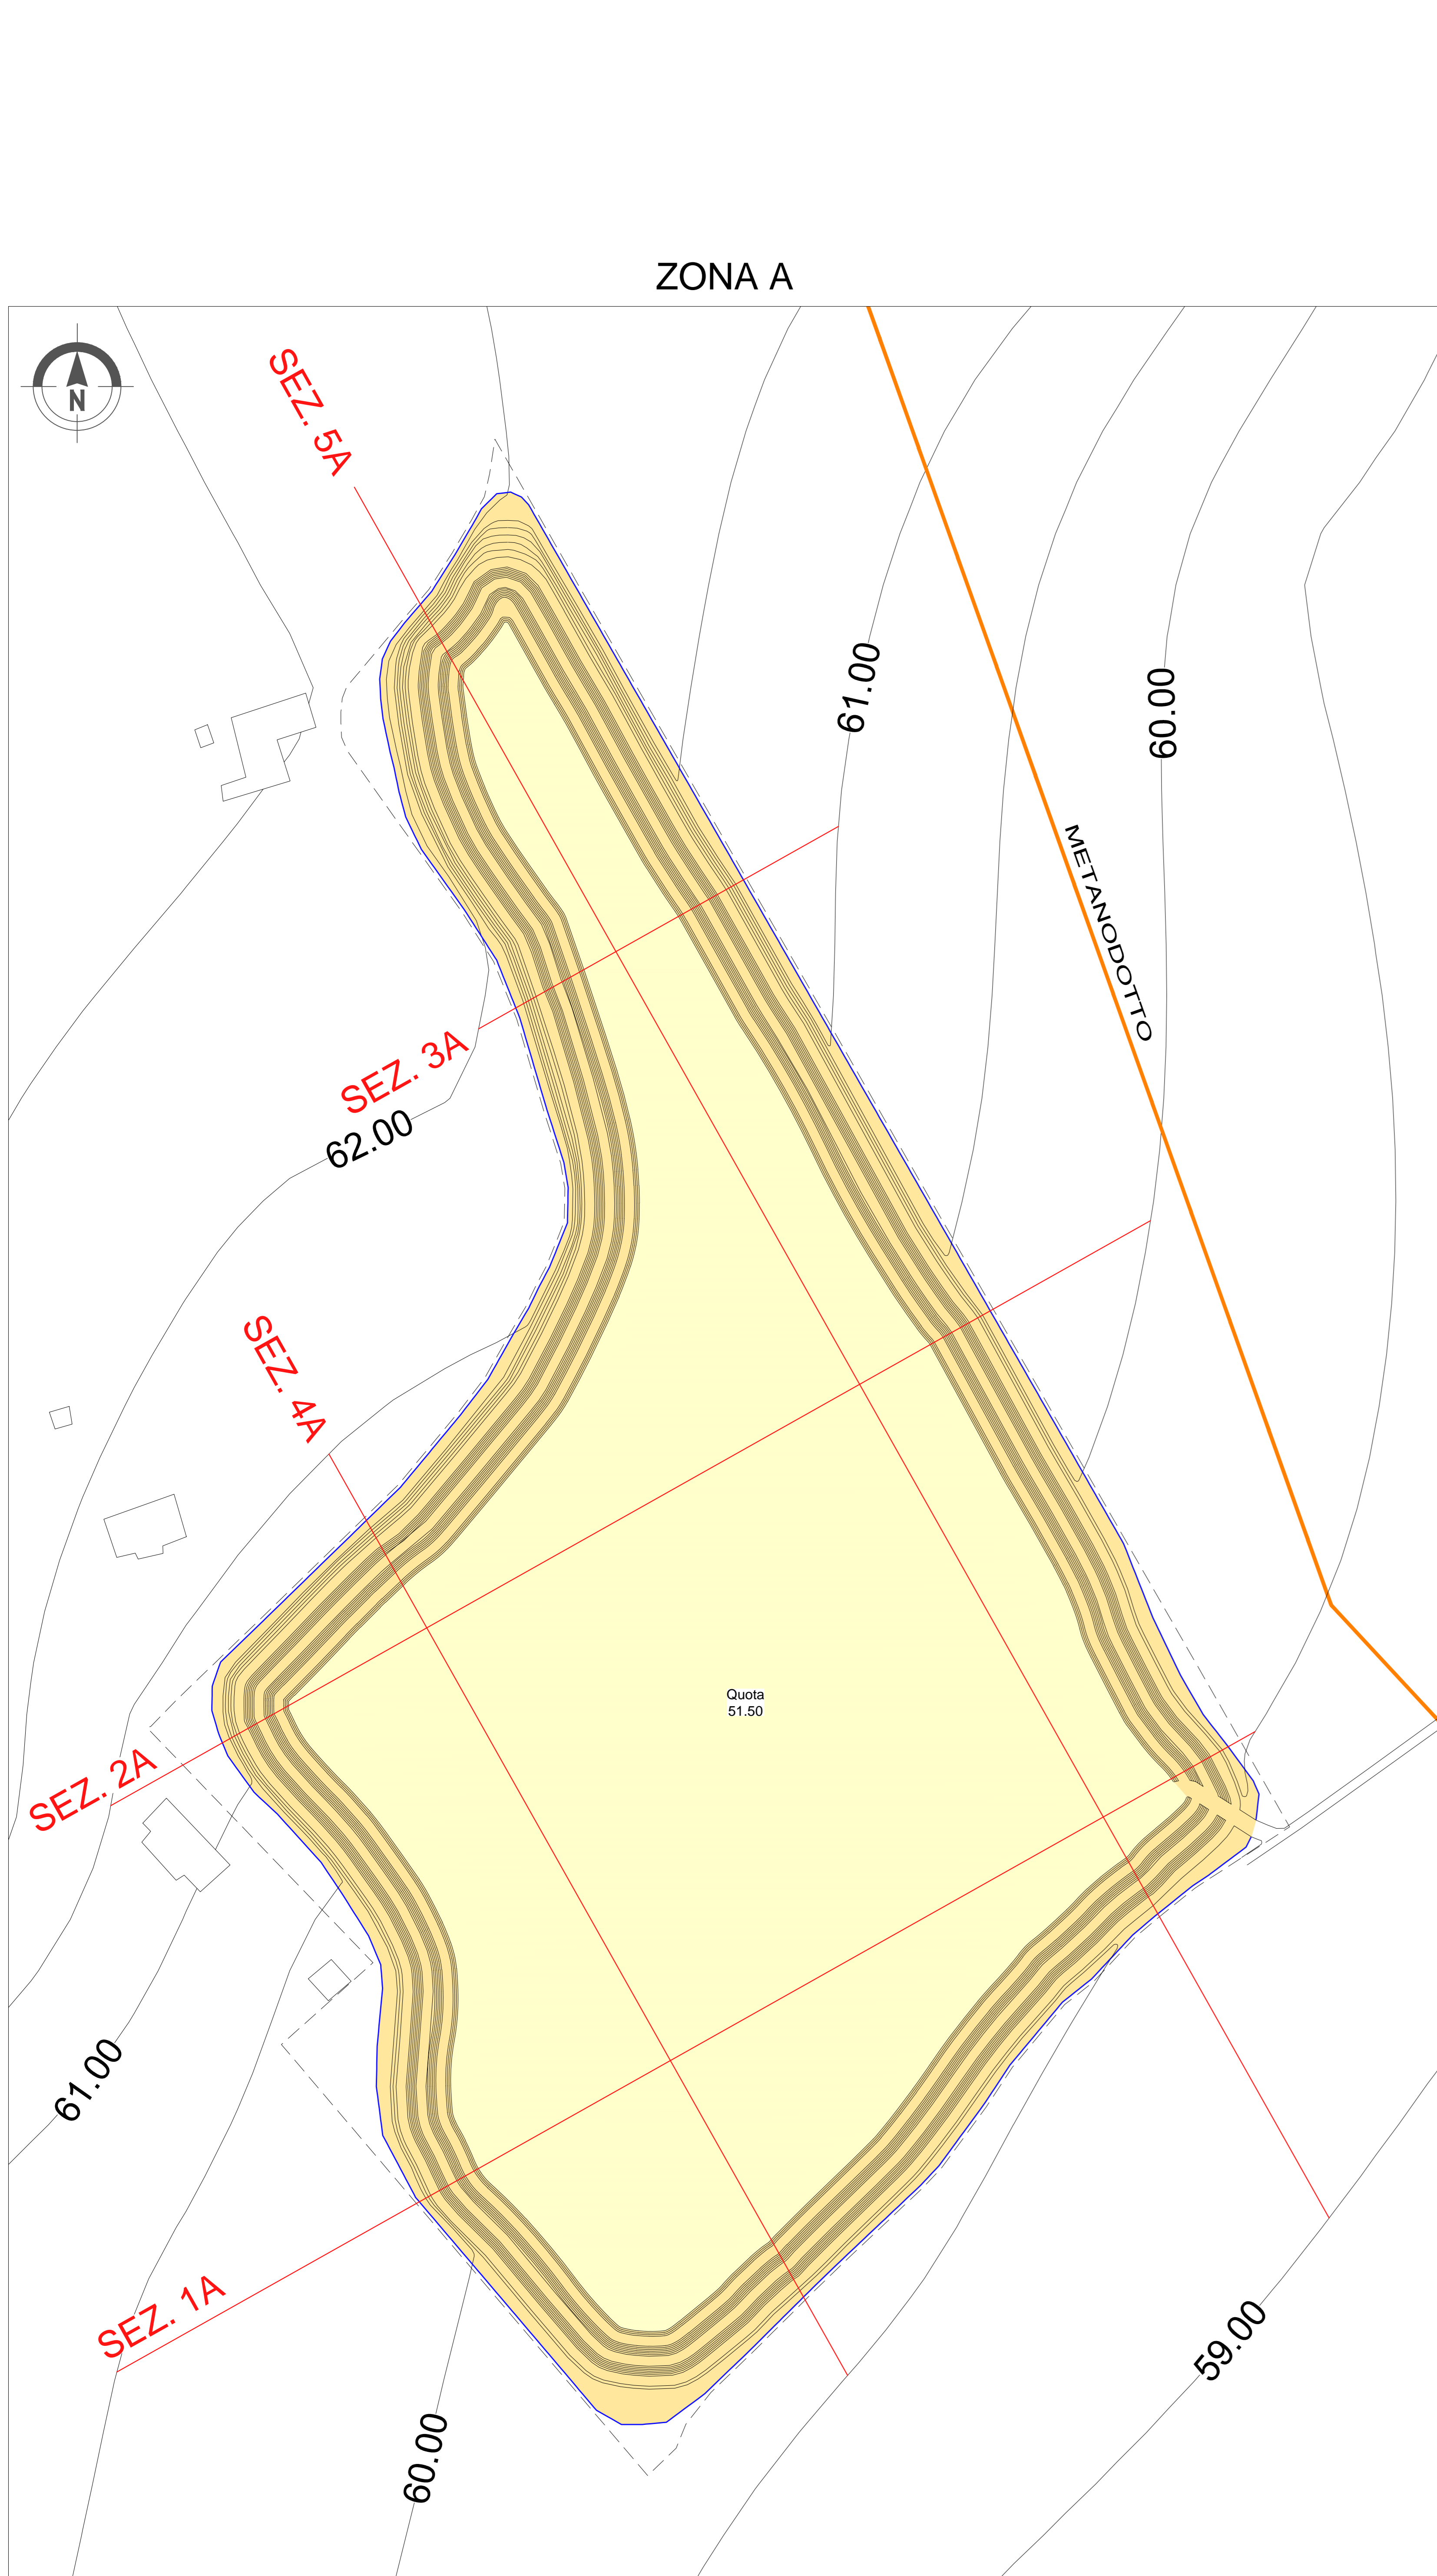 ZONA A
N
SEZ. 5A
61.00
60.00
METANODOTTO
SEZ. 3A
62.00
SEZ. 4A
Quota
51.50
SEZ. 2A
61.00
SEZ. 1A
59.00
60.00